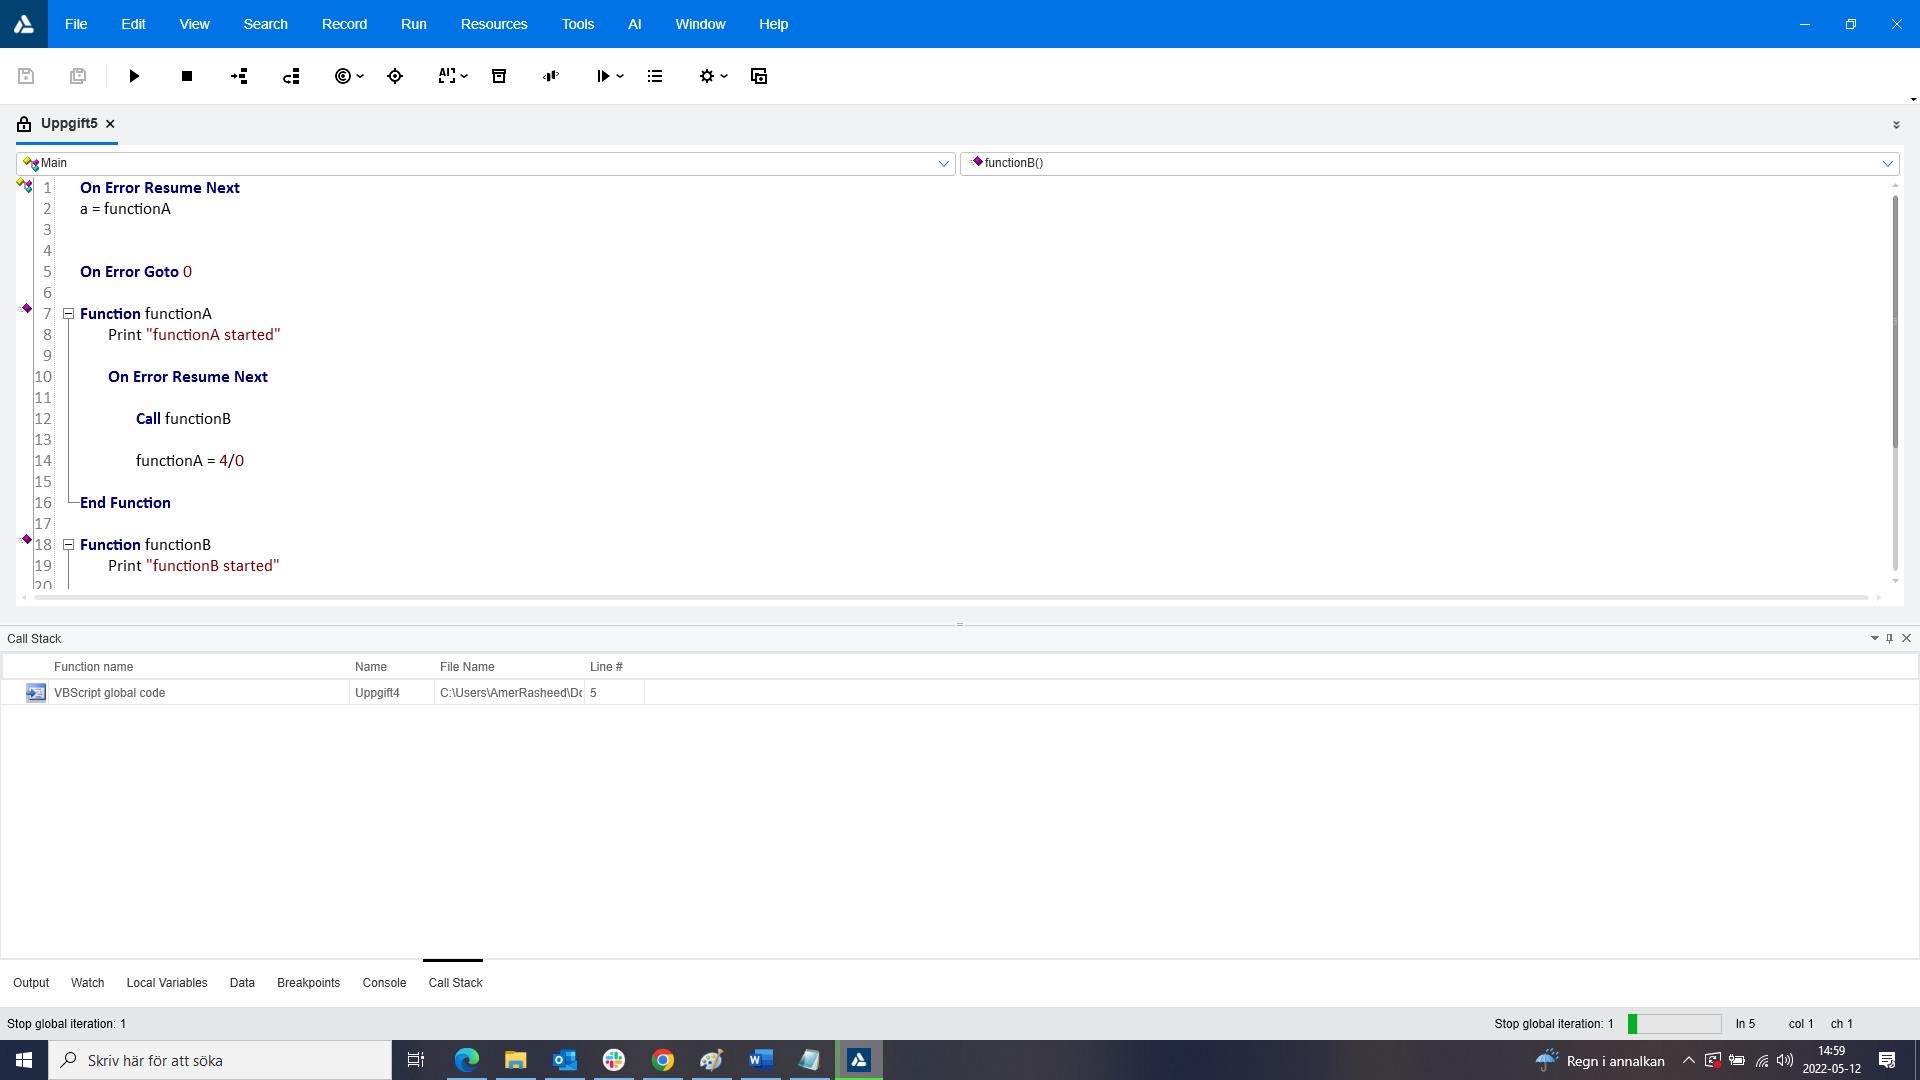 File Edit View Search Record Run Resources Tools AI Window Help
AI
Uppgift5
Main
functionB()
1 On Error Resume Next
2 a = functionA
3
4
5 On Error Goto 0
6
7 Function functionA
8 Print "functionA started"
9
10 On Error Resume Next
11
12 Call functionB
13
14 functionA = 4/0
15
16 End Function
17
18 Function functionB
19 Print "functionB started"
20
Call Stack
Function name Name File Name Line #
VBScript global code Uppgift4 C:\Users\AmerRasheed\Dc 5
Output Watch Local Variables Data Breakpoints Console Call Stack
Stop global iteration: 1
Stop global iteration: 1 ln 5 col 1 ch 1
Skriv här för att söka
Regn i annalkan
14:59
2022-05-12